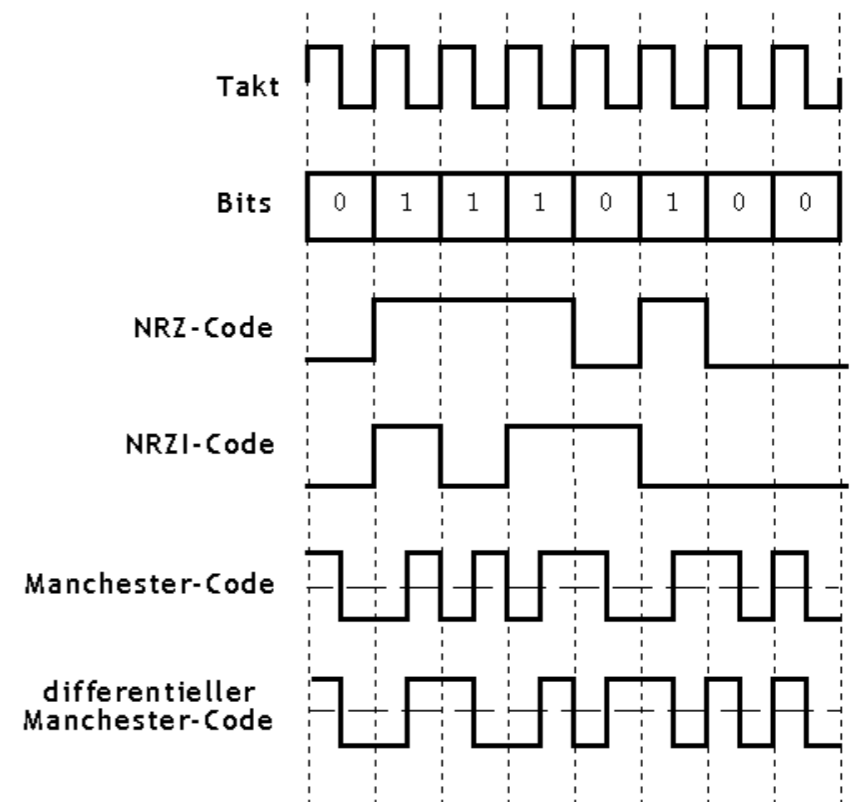 Takt
Bits 0 1 1 1 0 1 0 0
NRZ-Code
NRZI-Code
Manchester-Code
differentieller
Manchester-Code